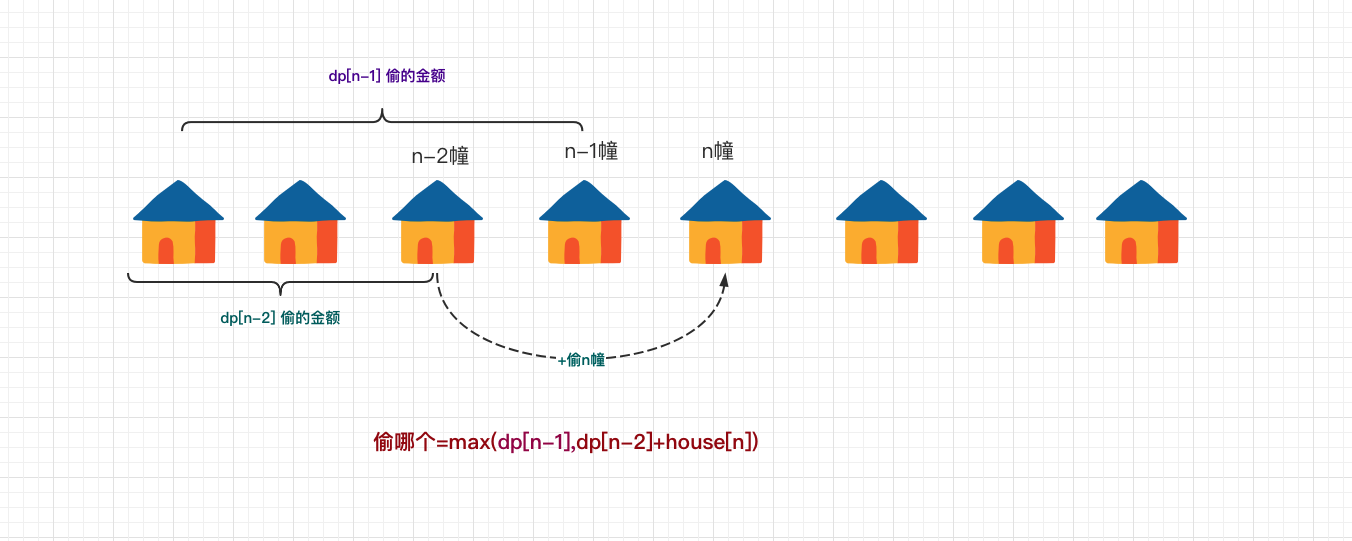 dp[n-1] 偷的金额
n-2幢
n-1幢
n幢
dp[n-2] 偷的金额
+偷n幢
偷哪个=max(dp[n-1],dp[n-2]+house[n])